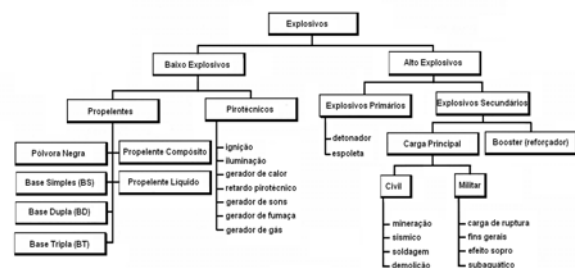 Explosivos
Baixo Explosivos
Alto Explosivos
Propelentes
Pirotécnicos
Explosivos Primários
Explosivos Secundários
Pólvora Negra
Propelente Compósito
Base Simples (BS)
Propelente Líquido
Base Dupla (BD)
Base Tripla (BT)
ignição
iluminação
gerador de calor
retardo pirotécnico
gerador de sons
gerador de fumaça
gerador de gás
detonador
espoleta
Carga Principal
Booster (reforçador)
Civil
Militar
mineração
sísmico
soldagem
demolição
carga de ruptura
fins gerais
efeito sopro
subaquático